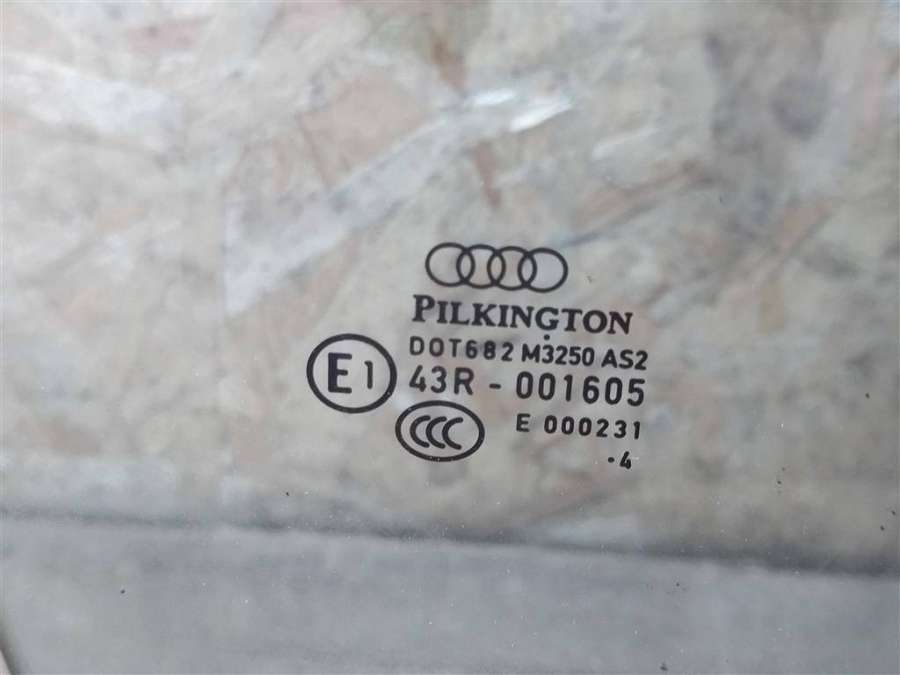 PILKINGTON
DOT682 M3250 AS2
E1 43R - 001605
CCC E 000231
·4